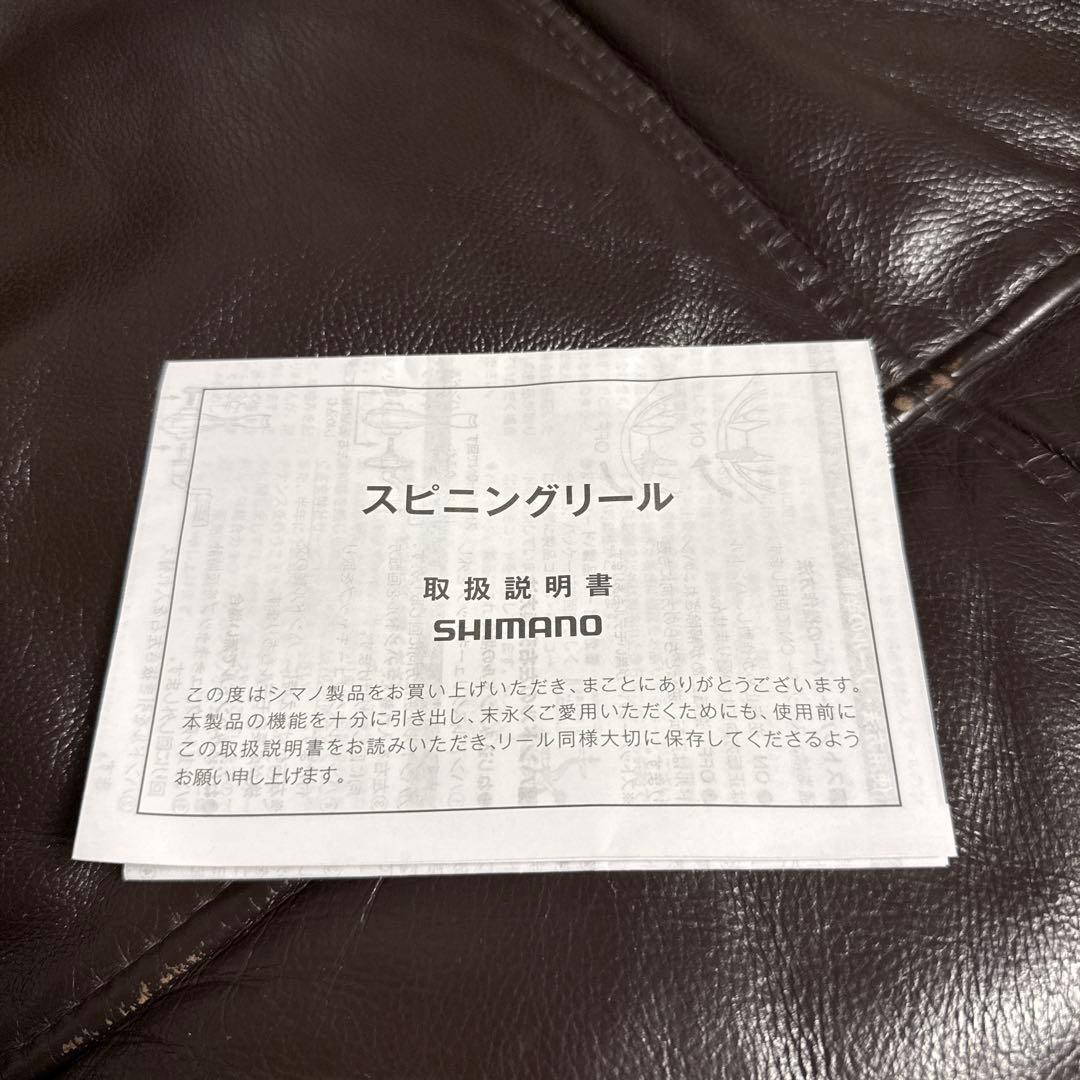 スピニングリール
取扱説明書
SHIMANO
この度はシマノ製品をお買い上げいただき、まことにありがとうございます。
本製品の機能を十分に引き出し、末永くご愛用いただくためにも、使用前に
この取扱説明書をお読みいただき、リール同様大切に保存してくださるよう
お願い申し上げます。